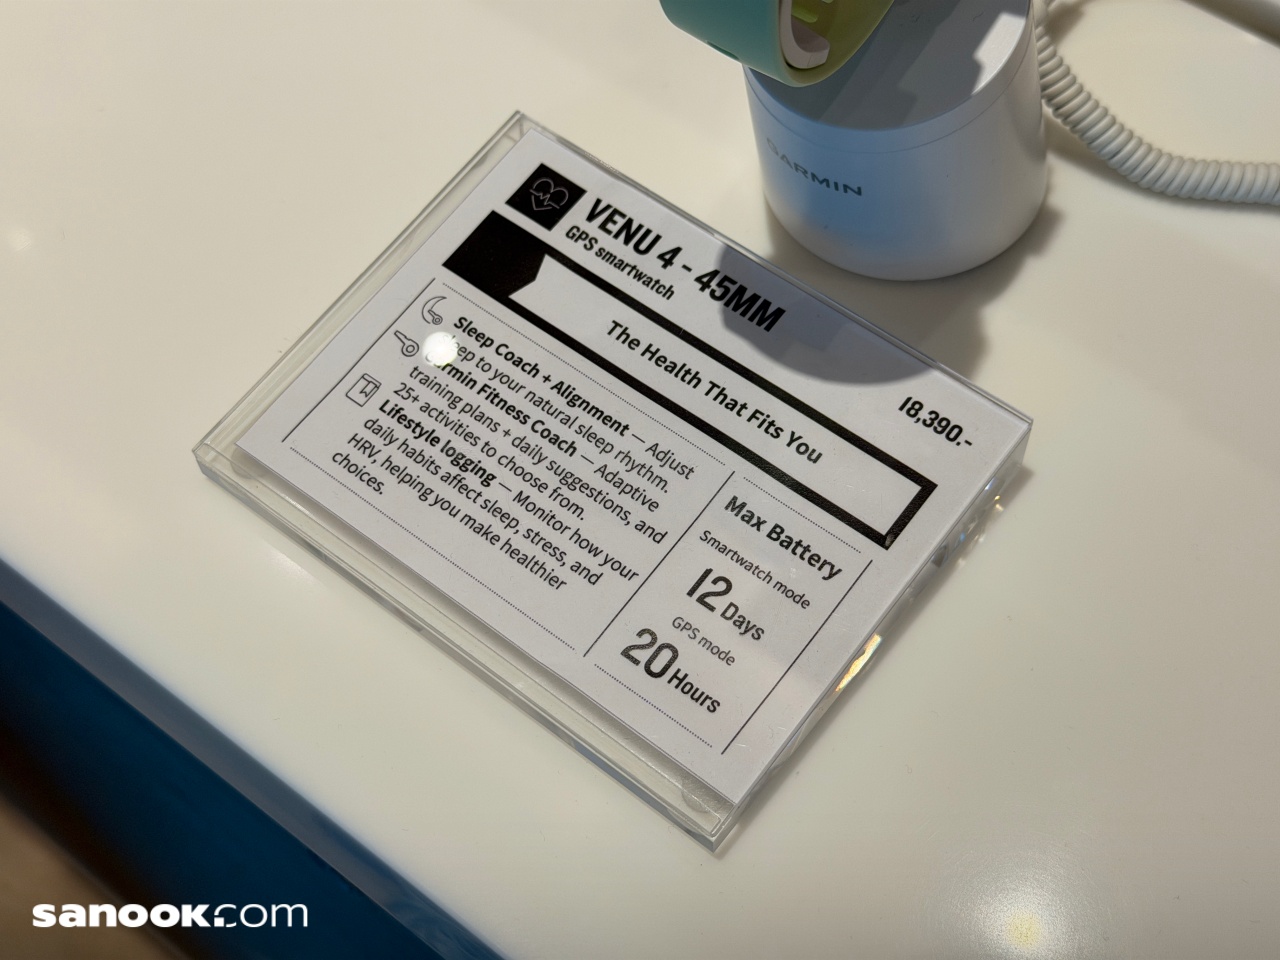 GARMIN
VENU 4 - 45MM
GPS smartwatch
18,390.-
The Health That Fits You
Sleep Coach + Alignment — Adjust
to your natural sleep rhythm.
Garmin Fitness Coach — Adaptive
training plans + daily suggestions, and
25+ activities to choose from.
Lifestyle logging — Monitor how your
daily habits affect sleep, stress, and
HRV, helping you make healthier
choices.
Max Battery
Smartwatch mode
12 Days
GPS mode
20 Hours
sanook.com